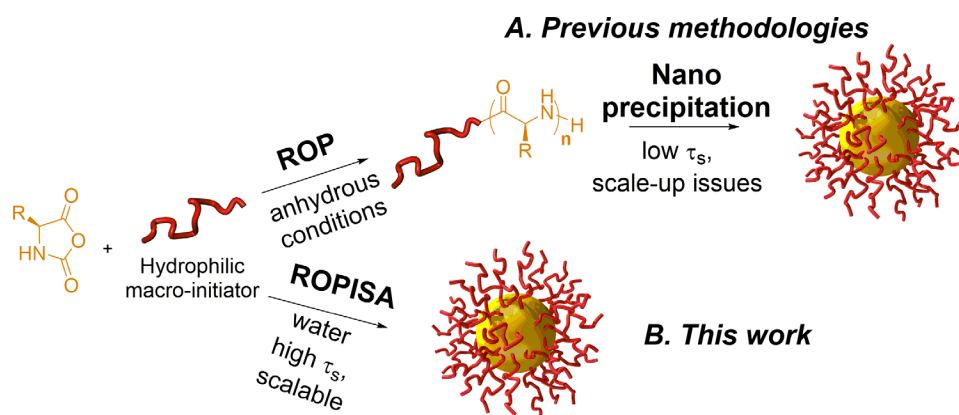 A. Previous methodologies
O
H
N
H
n
R
Nano
precipitation
low τs,
scale-up issues
ROP
anhydrous
conditions
O
R
O
HN
O
+
Hydrophilic
macro-initiator
ROPISA
water
high τs,
scalable
B. This work